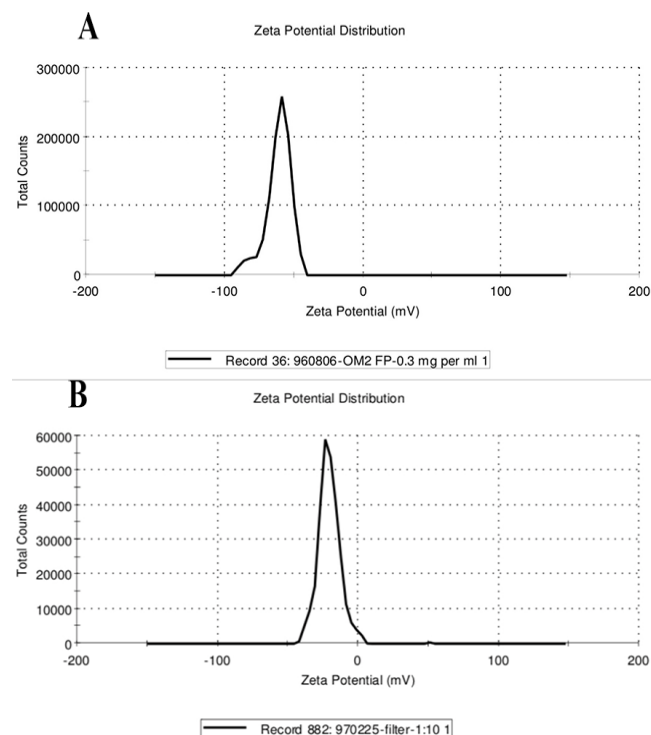 A
Zeta Potential Distribution
300000
200000
100000
0
Total Counts
-200 -100 0 100 200
Zeta Potential (mV)
Record 36: 960806-OM2 FP-0.3 mg per ml 1
B
Zeta Potential Distribution
60000
50000
40000
30000
20000
10000
0
Total Counts
-200 -100 0 100 200
Zeta Potential (mV)
Record 882: 970225-filter-1:10 1